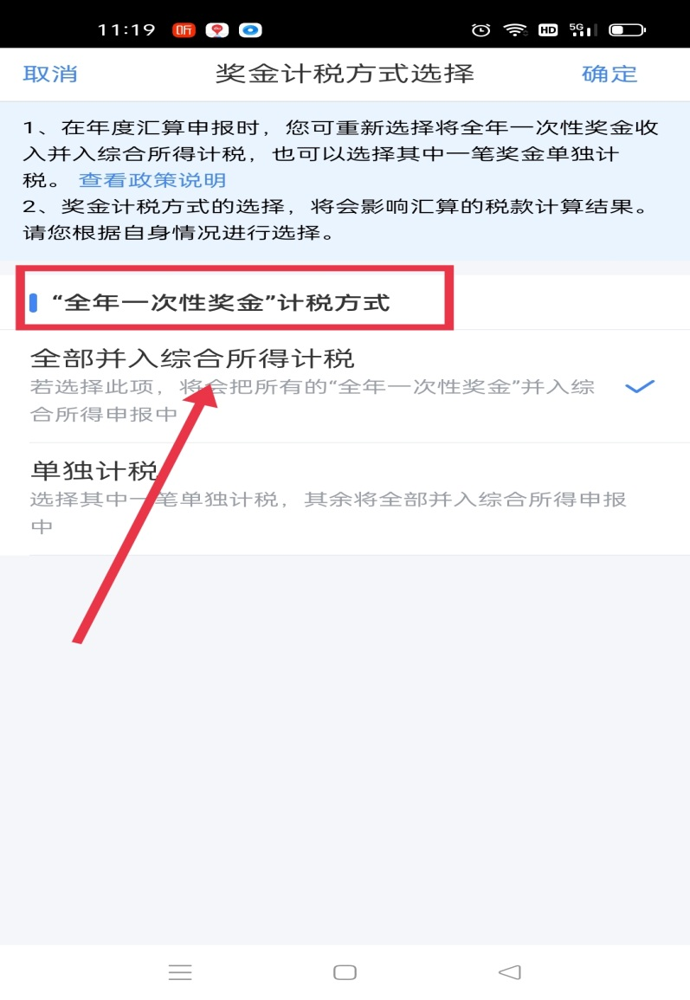 11:19 听 HD 5G
取消 奖金计税方式选择 确定
1、在年度汇算申报时，您可重新选择将全年一次性奖金收
入并入综合所得计税，也可以选择其中一笔奖金单独计
税。 查看政策说明
2、奖金计税方式的选择，将会影响汇算的税款计算结果。
请您根据自身情况进行选择。
“全年一次性奖金”计税方式
全部并入综合所得计税
若选择此项，将会把所有的“全年一次性奖金”并入综
合所得申报中
单独计税
选择其中一笔单独计税，其余将全部并入综合所得申报
中